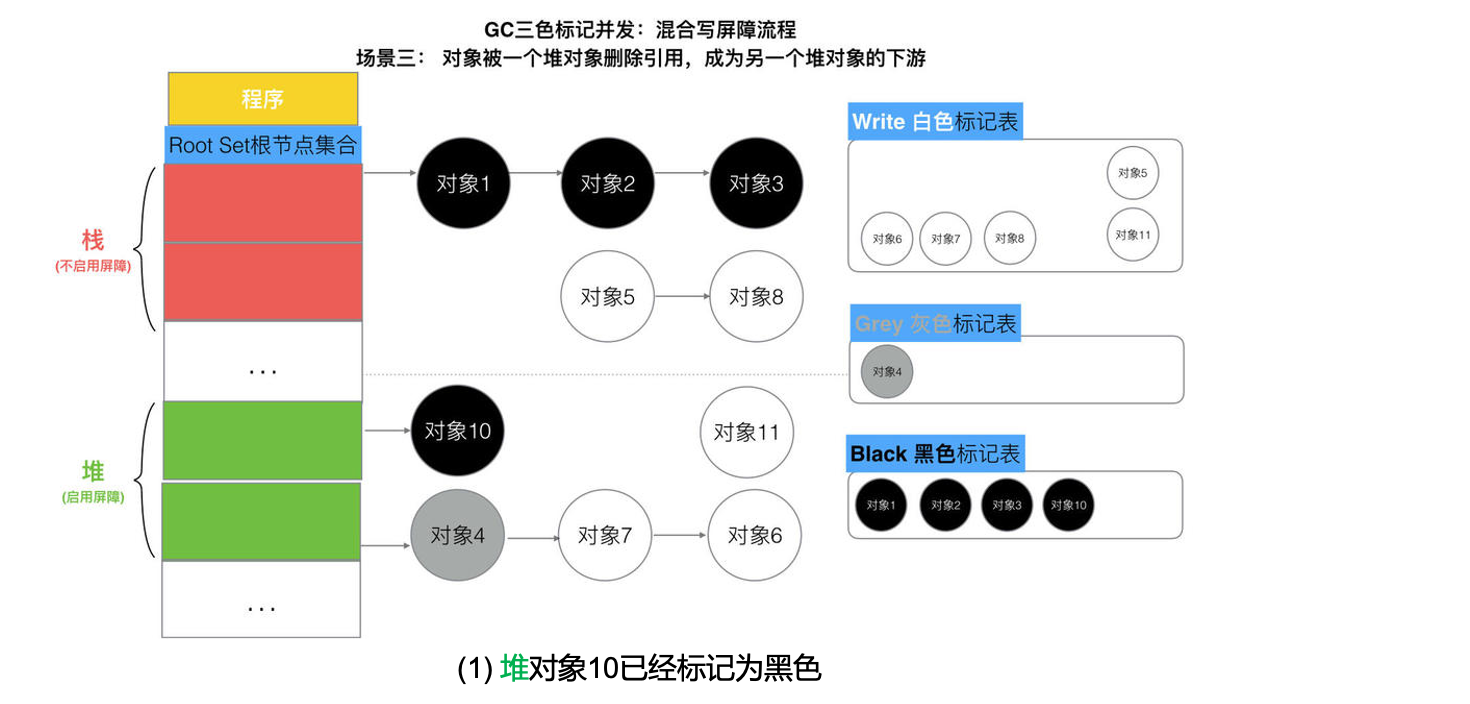 GC三色标记并发：混合写屏障流程
场景三： 对象被一个堆对象删除引用，成为另一个堆对象的下游
程序
Root Set根节点集合
栈
(不启用屏障)
...
堆
(启用屏障)
...
对象1
对象2
对象3
对象5
对象8
对象10
对象11
对象4
对象7
对象6
Write 白色标记表
对象5
对象6
对象7
对象8
对象11
Grey 灰色标记表
对象4
Black 黑色标记表
对象1
对象2
对象3
对象10
(1) 堆对象10已经标记为黑色